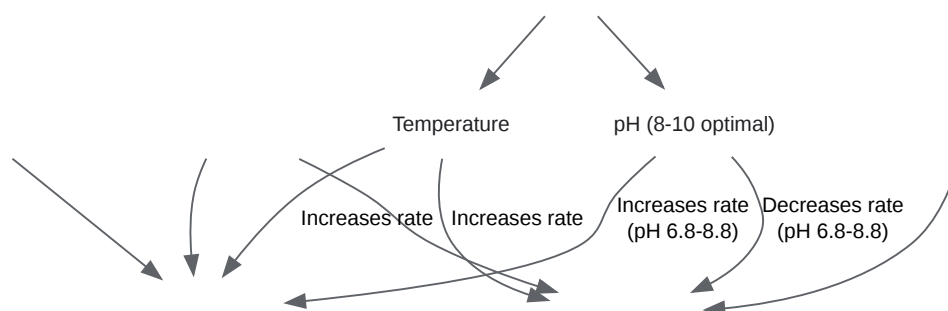 Temperature
pH (8-10 optimal)
Increases rate
Increases rate
Increases rate
(pH 6.8-8.8)
Decreases rate
(pH 6.8-8.8)